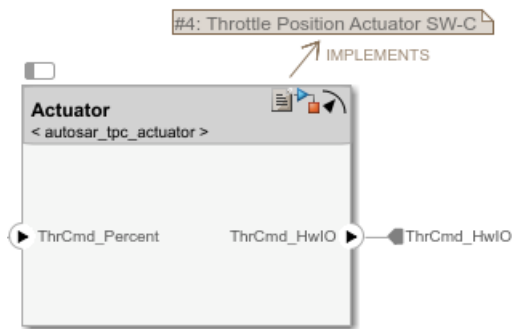 #4: Throttle Position Actuator SW-C
IMPLEMENTS
Actuator
< autosar_tpc_actuator >
ThrCmd_Percent
ThrCmd_HwIO
ThrCmd_HwIO